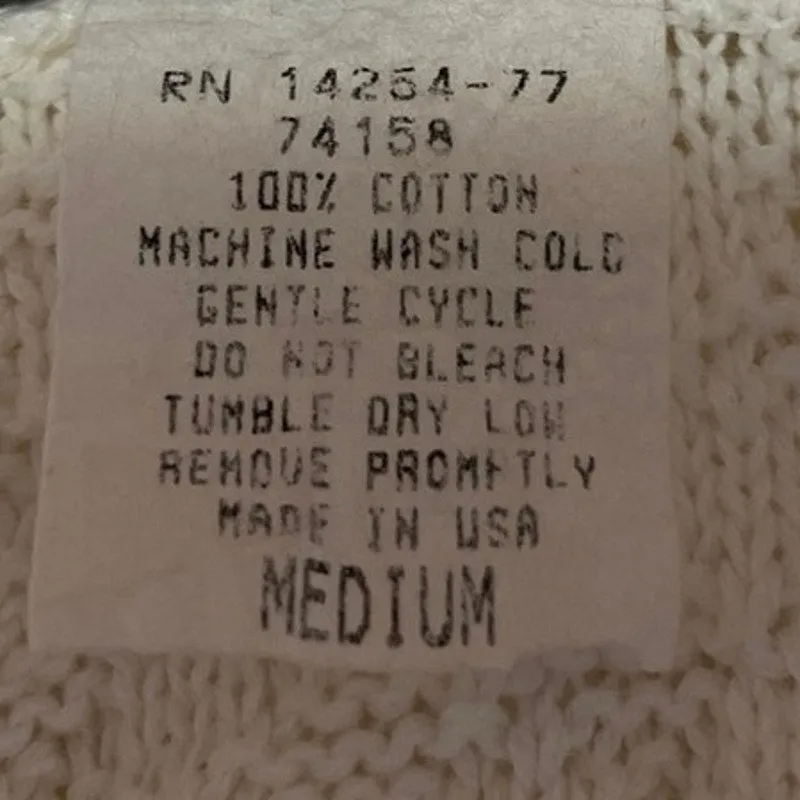 RN 14254-77
74158
100% COTTON
MACHINE WASH COLD
GENTLE CYCLE
DO NOT BLEACH
TUMBLE DRY LOW
REMOVE PROMPTLY
MADE IN USA
MEDIUM